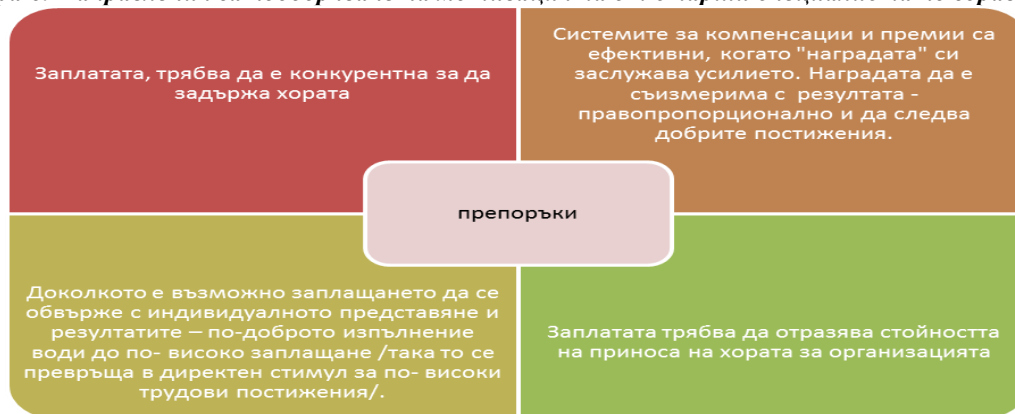 Заплатата, трябва да е конкурентна за да
задържа хората
Системите за компенсации и премии са
ефективни, когато "наградата" си
заслужава усилието. Наградата да е
съизмерима с  резултата -
правопропорционално и да следва
добрите постижения.
препоръки
Доколкото е възможно заплащането да се
обвърже с индивидуалното представяне и
резултатите – по-доброто изпълнение
води до по- високо заплащане /така то се
превръща в директен стимул за по- високи
трудови постижения/.
Заплатата трябва да отразява стойността
на приноса на хората за организацията